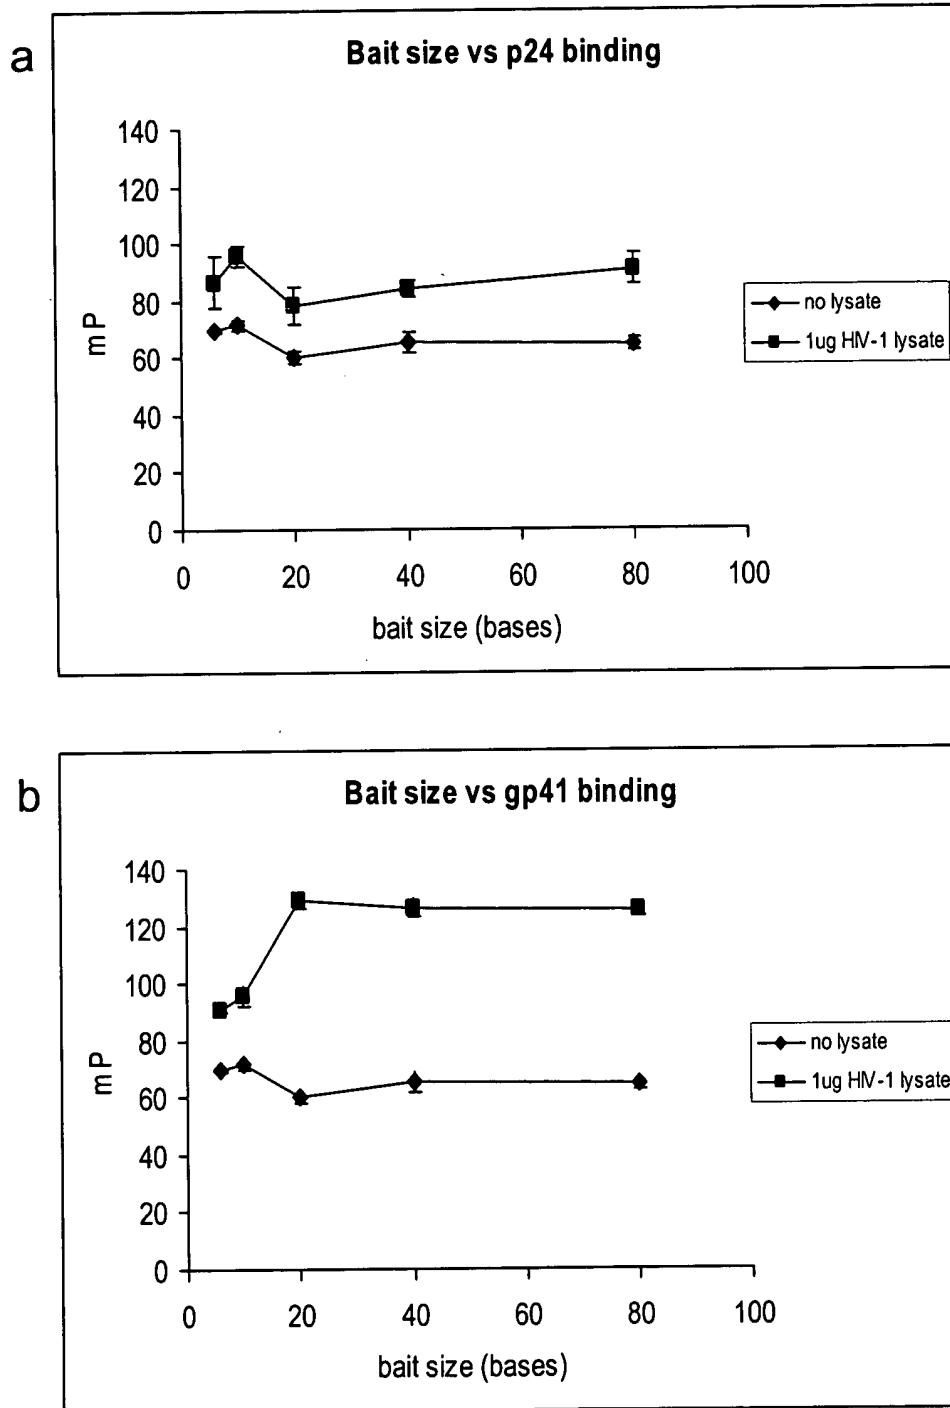 a
Bait size vs p24 binding
140
120
100
80
60
40
20
0
mP
0 20 40 60 80 100
bait size (bases)
no lysate
1ug HIV-1 lysate
b
Bait size vs gp41 binding
140
120
100
80
60
40
20
0
mP
0 20 40 60 80 100
bait size (bases)
no lysate
1ug HIV-1 lysate